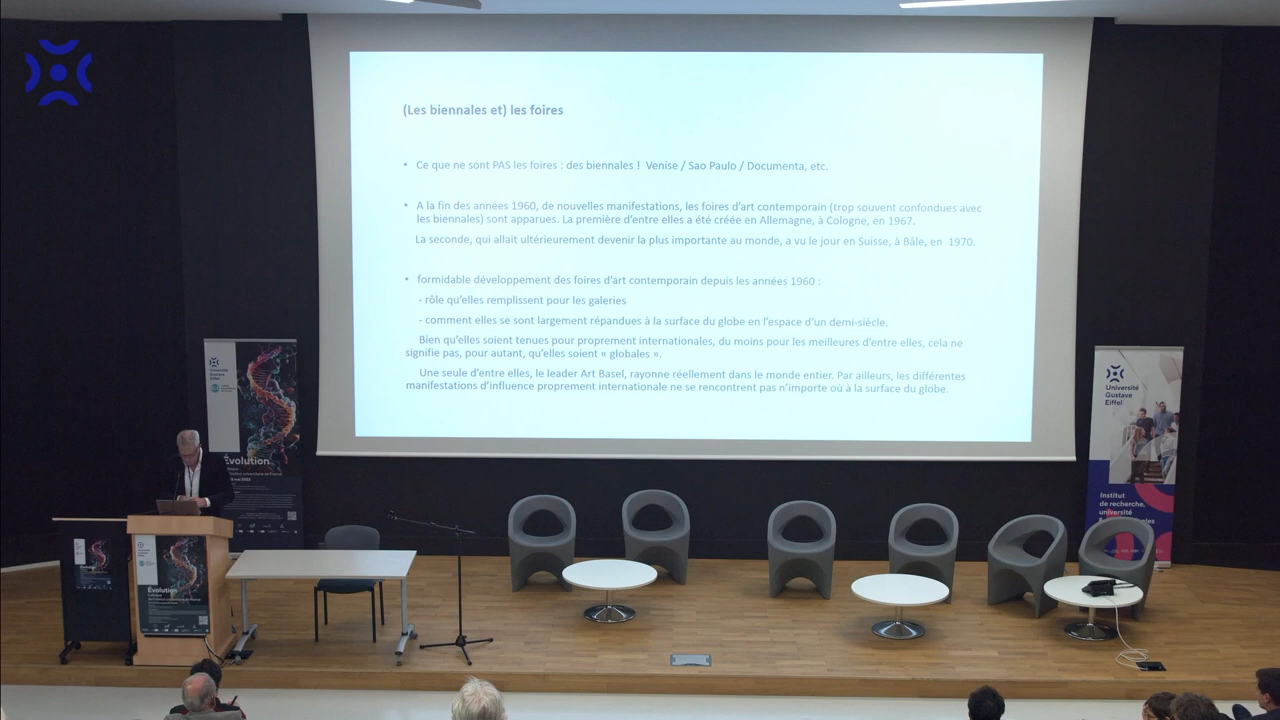 (Les biennales et) les foires
• Ce que ne sont PAS les foires : des biennales ! Venise / Sao Paulo / Documenta, etc.
• A la fin des années 1960, de nouvelles manifestations, les foires d'art contemporain (trop souvent confondues avec
les biennales) sont apparues. La première d'entre elles a été créée en Allemagne, à Cologne, en 1967.
La seconde, qui allait ultérieurement devenir la plus importante au monde, a vu le jour en Suisse, à Bâle, en 1970.
• formidable développement des foires d'art contemporain depuis les années 1960 :
- rôle qu'elles remplissent pour les galeries
- comment elles se sont largement répandues à la surface du globe en l'espace d'un demi-siècle.
Bien qu'elles soient tenues pour proprement internationales, du moins pour les meilleures d'entre elles, cela ne
signifie pas, pour autant, qu'elles soient « globales ».
Une seule d'entre elles, le leader Art Basel, rayonne réellement dans le monde entier. Par ailleurs, les différentes
manifestations d'influence proprement internationale ne se rencontrent pas n'importe où à la surface du globe.
Université
Gustave
Eiffel
Évolution
Université
Gustave
Eiffel
Institut
de recherche,
université
Évolution